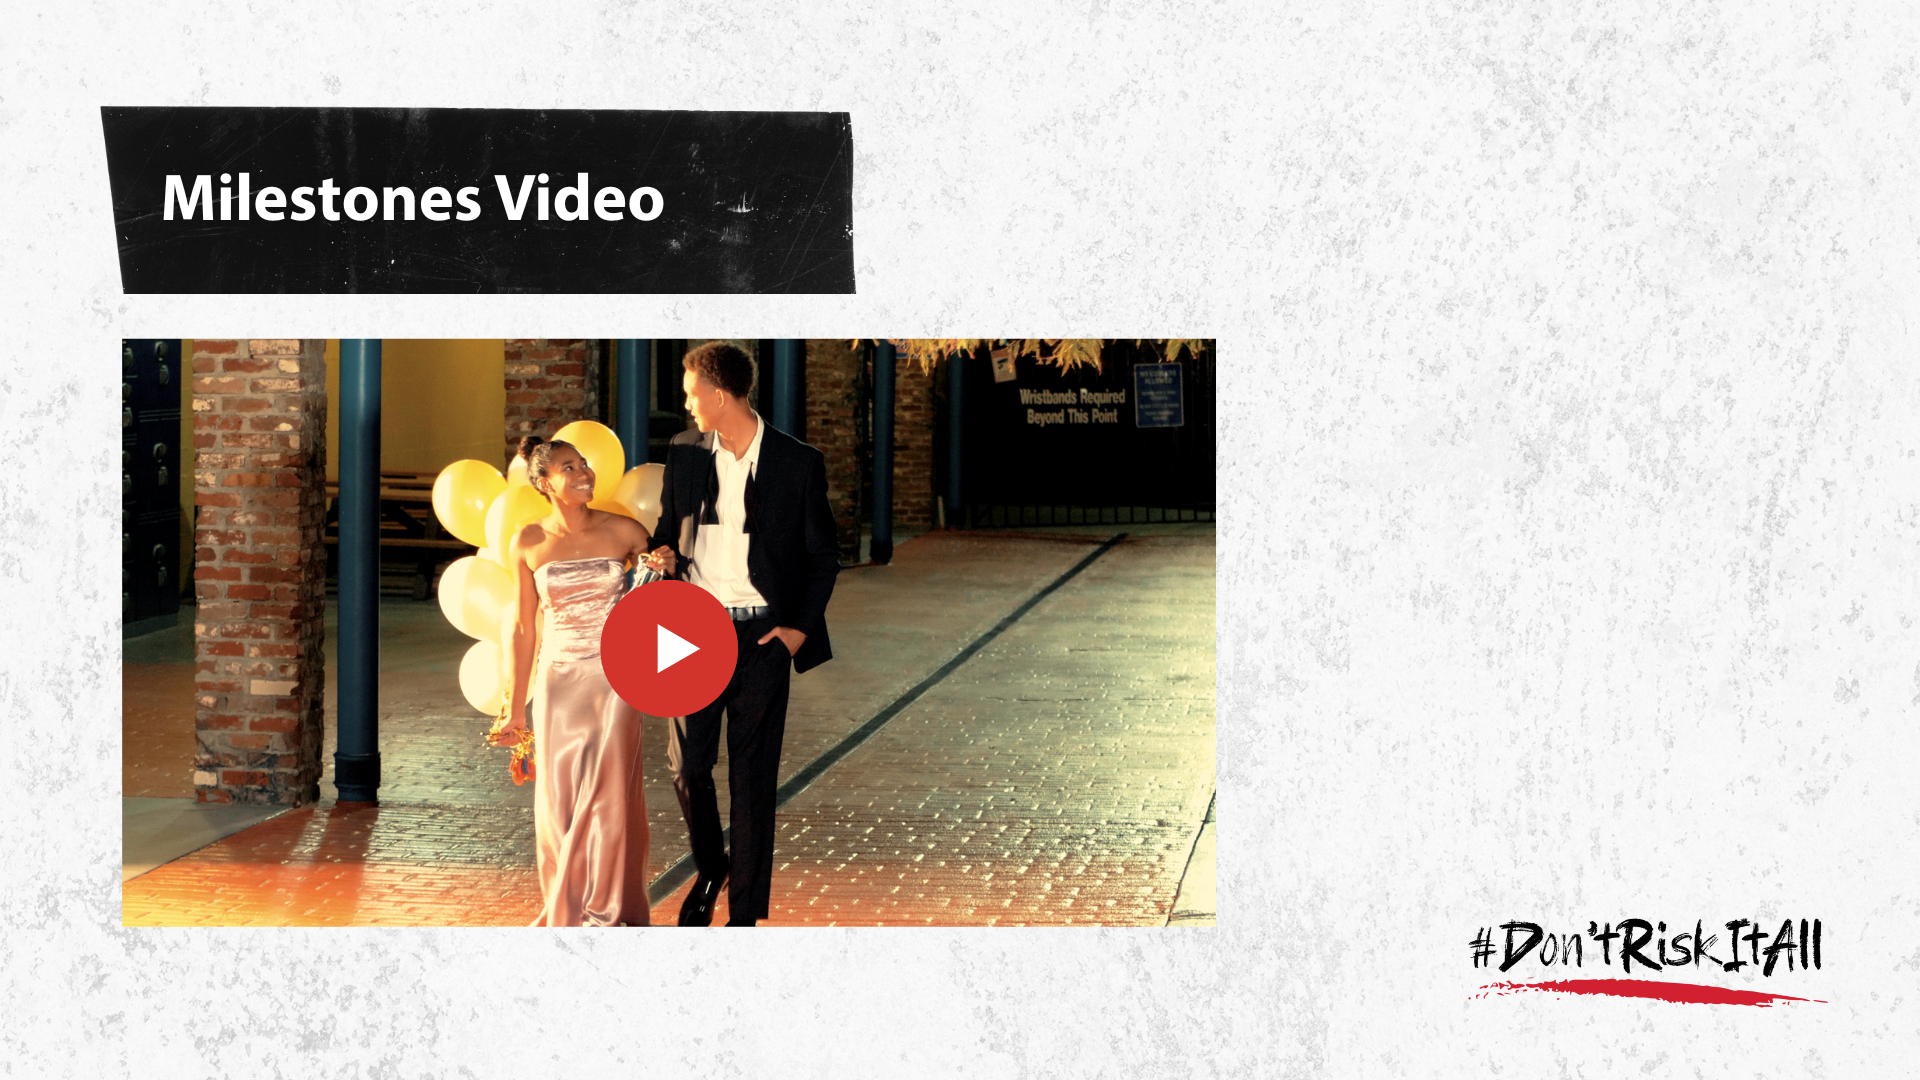 Milestones Video
Wristbands Required
Beyond This Point
#Don'tRiskItAll